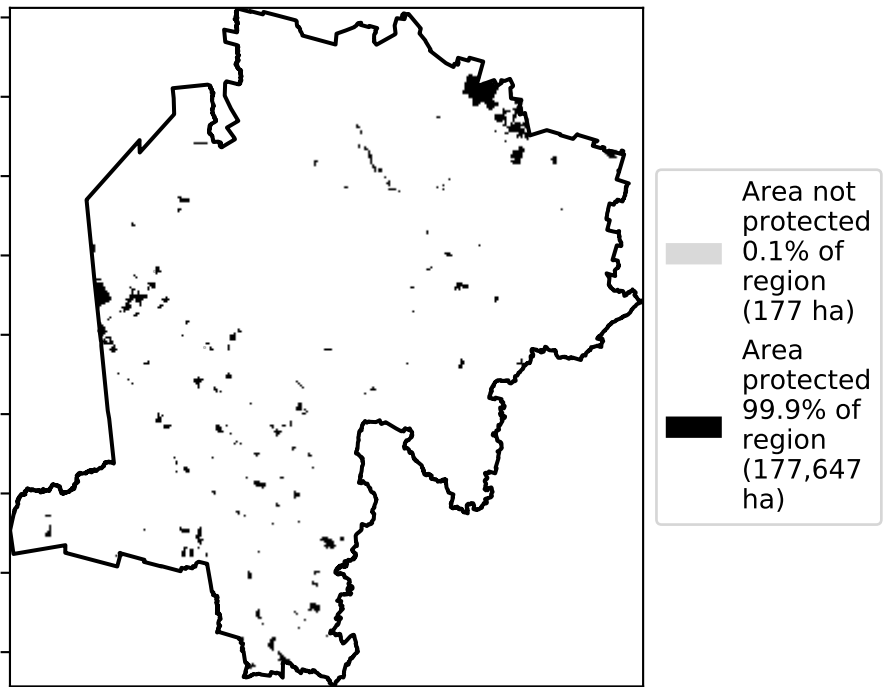 Area not
protected
0.1% of
region
(177 ha)
Area
protected
99.9% of
region
(177,647
ha)